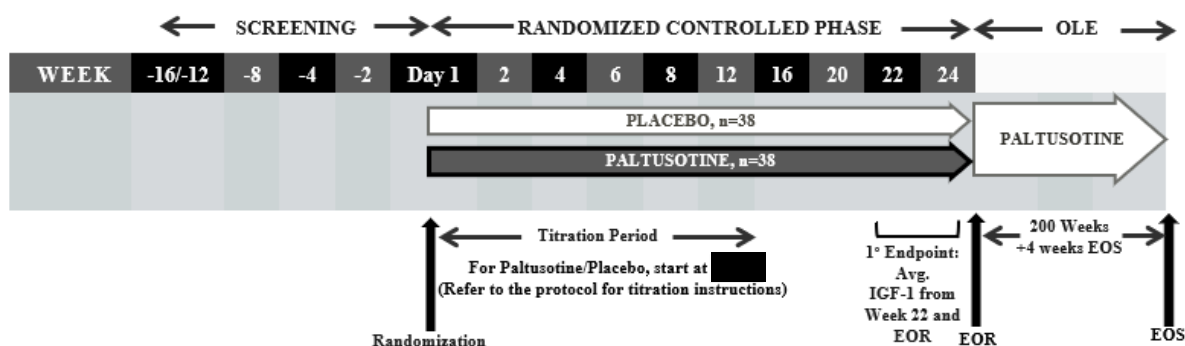 SCREENING RANDOMIZED CONTROLLED PHASE OLE
WEEK -16/-12 -8 -4 -2 Day 1 2 4 6 8 12 16 20 22 24
PLACEBO, n=38
PALTUSOTINE, n=38
PALTUSOTINE
Titration Period
For Paltusotine/Placebo, start at
(Refer to the protocol for titration instructions)
Randomization
1° Endpoint:
Avg.
IGF-1 from
Week 22 and
EOR
EOR
200 Weeks
+4 weeks EOS
EOS